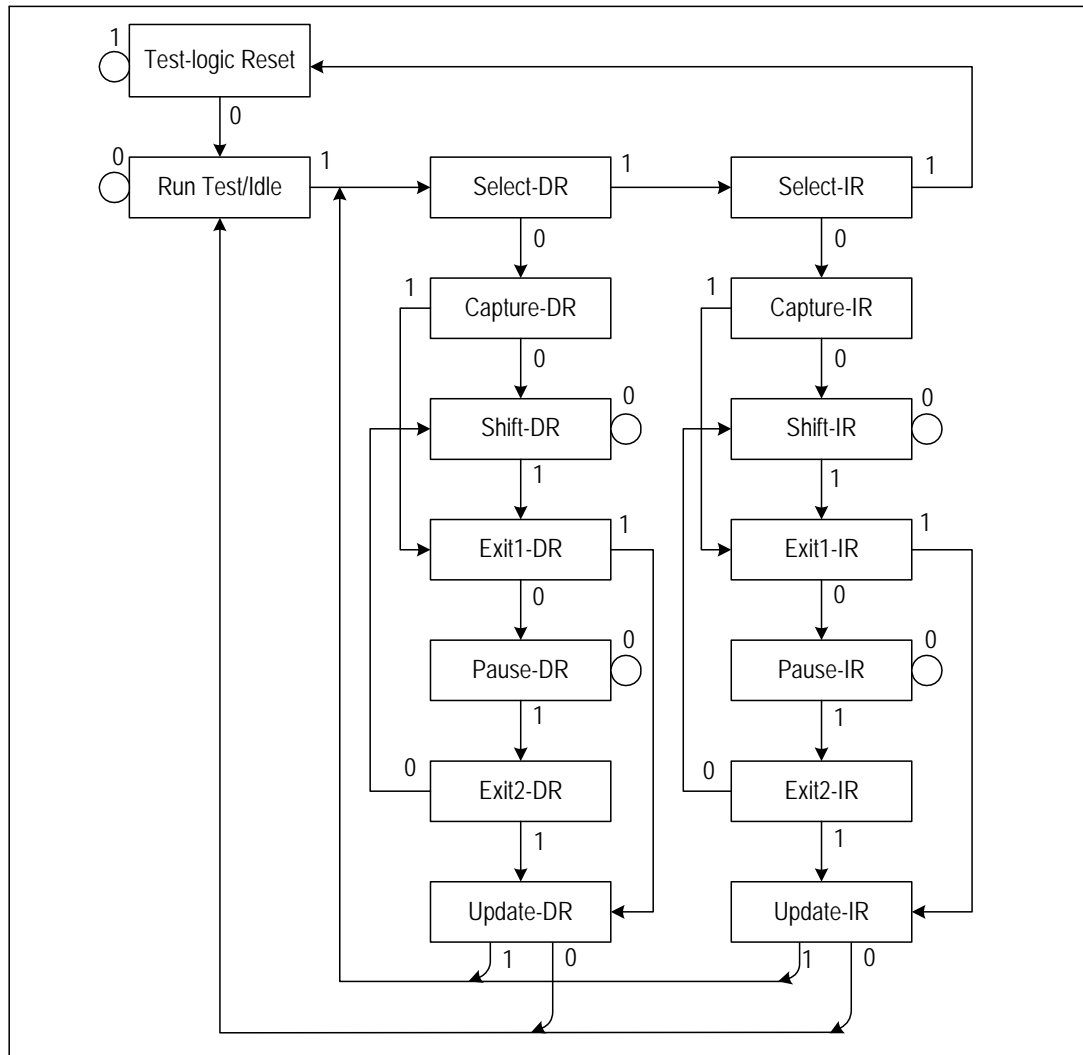 1
Test-logic Reset
0
0
Run Test/Idle
1
Select-DR
1
Select-IR
1
0
0
1
Capture-DR
1
Capture-IR
0
0
Shift-DR
0
Shift-IR
0
1
1
Exit1-DR
1
Exit1-IR
1
0
0
Pause-DR
0
Pause-IR
0
1
1
0
Exit2-DR
0
Exit2-IR
1
1
Update-DR
Update-IR
1
0
1
0